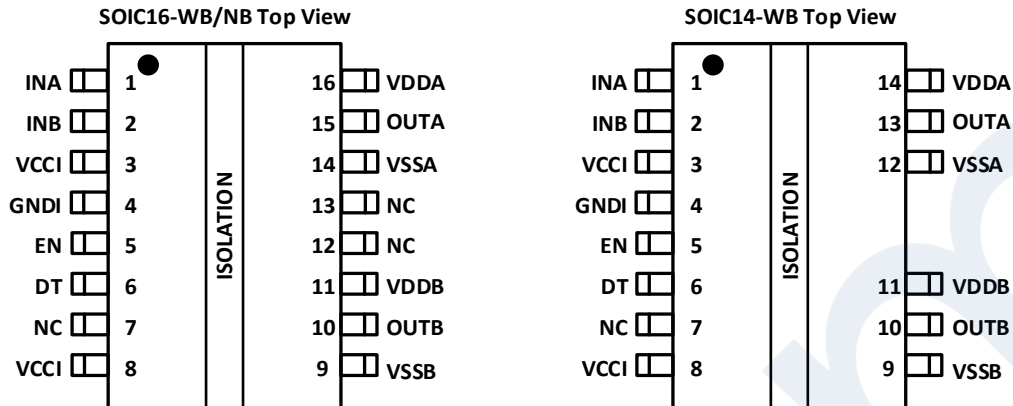 SOIC16-WB/NB Top View
INA 1 16 VDDA
INB 2 15 OUTA
VCCI 3 14 VSSA
GNDI 4 13 NC
EN 5 12 NC
DT 6 11 VDDB
NC 7 10 OUTB
VCCI 8 9 VSSB
ISOLATION
SOIC14-WB Top View
INA 1 14 VDDA
INB 2 13 OUTA
VCCI 3 12 VSSA
GNDI 4
EN 5
DT 6 11 VDDB
NC 7 10 OUTB
VCCI 8 9 VSSB
ISOLATION